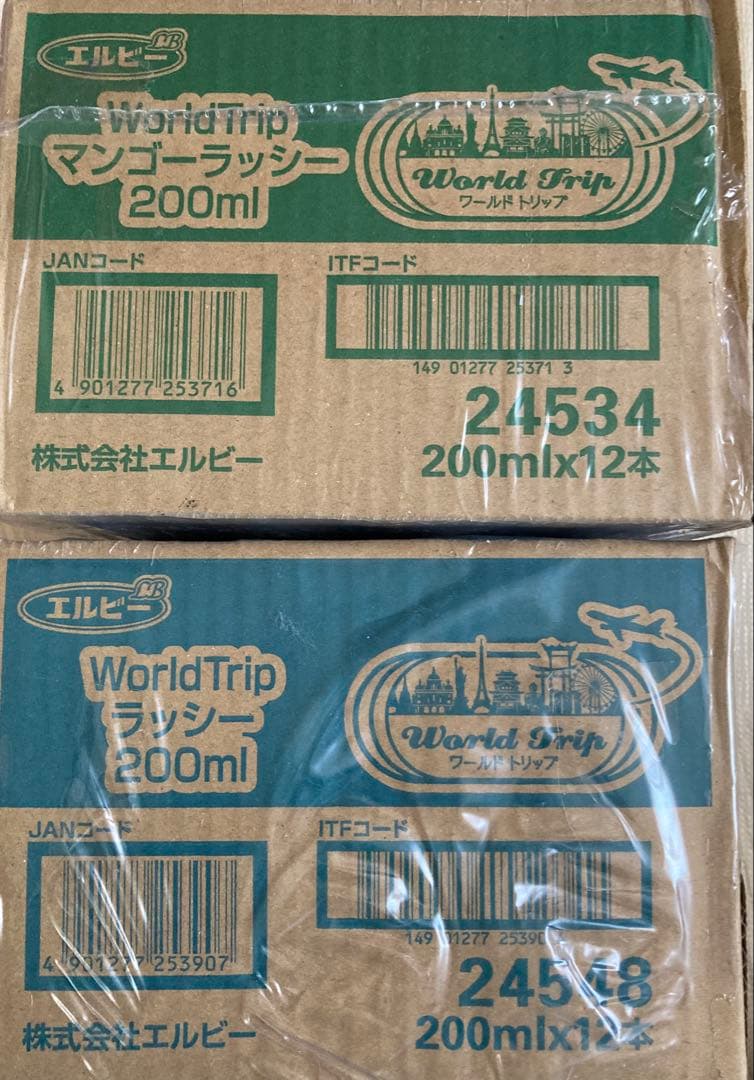 エルビー LB
WorldTrip
マンゴーラッシー
200ml
World Trip
ワールド トリップ
JANコード
ITFコード
4 901277 253716
149 01277 25371 3
24534
200mlx12本
株式会社エルビー
エルビー LB
WorldTrip
ラッシー
200ml
World Trip
ワールド トリップ
JANコード
ITFコード
4 901277 253907
149 01277 2539
24548
200mlx12本
株式会社エルビー